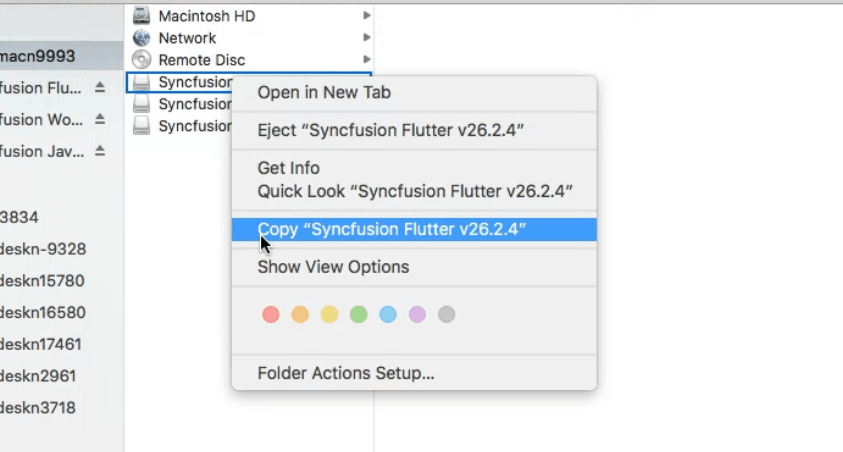 macn9993
fusion Flu...
fusion Wo...
fusion Jav...
3834
deskn-9328
deskn15780
deskn16580
deskn17461
deskn2961
deskn3718
Macintosh HD
Network
Remote Disc
Syncfusion
Syncfusion
Syncfusion
Open in New Tab
Eject “Syncfusion Flutter v26.2.4”
Get Info
Quick Look “Syncfusion Flutter v26.2.4”
Copy “Syncfusion Flutter v26.2.4”
Show View Options
Folder Actions Setup...